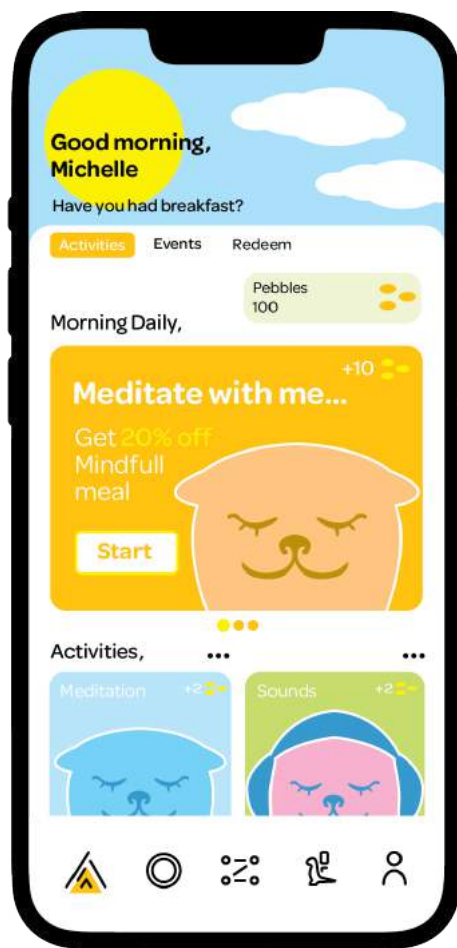 Good morning,
Michelle
Have you had breakfast?
Activities Events Redeem
Pebbles
100
Morning Daily,
+10
Meditate with me...
Get 20% off
Mindfull
meal
Start
Activities,
Meditation +2
Sounds +2